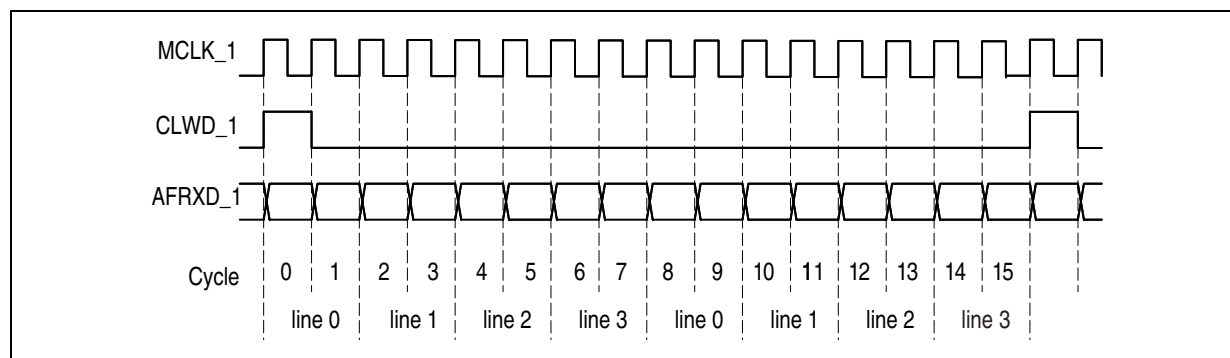 MCLK_1
CLWD_1
AFRXD_1
Cycle 0 1 2 3 4 5 6 7 8 9 10 11 12 13 14 15
line 0 line 1 line 2 line 3 line 0 line 1 line 2 line 3